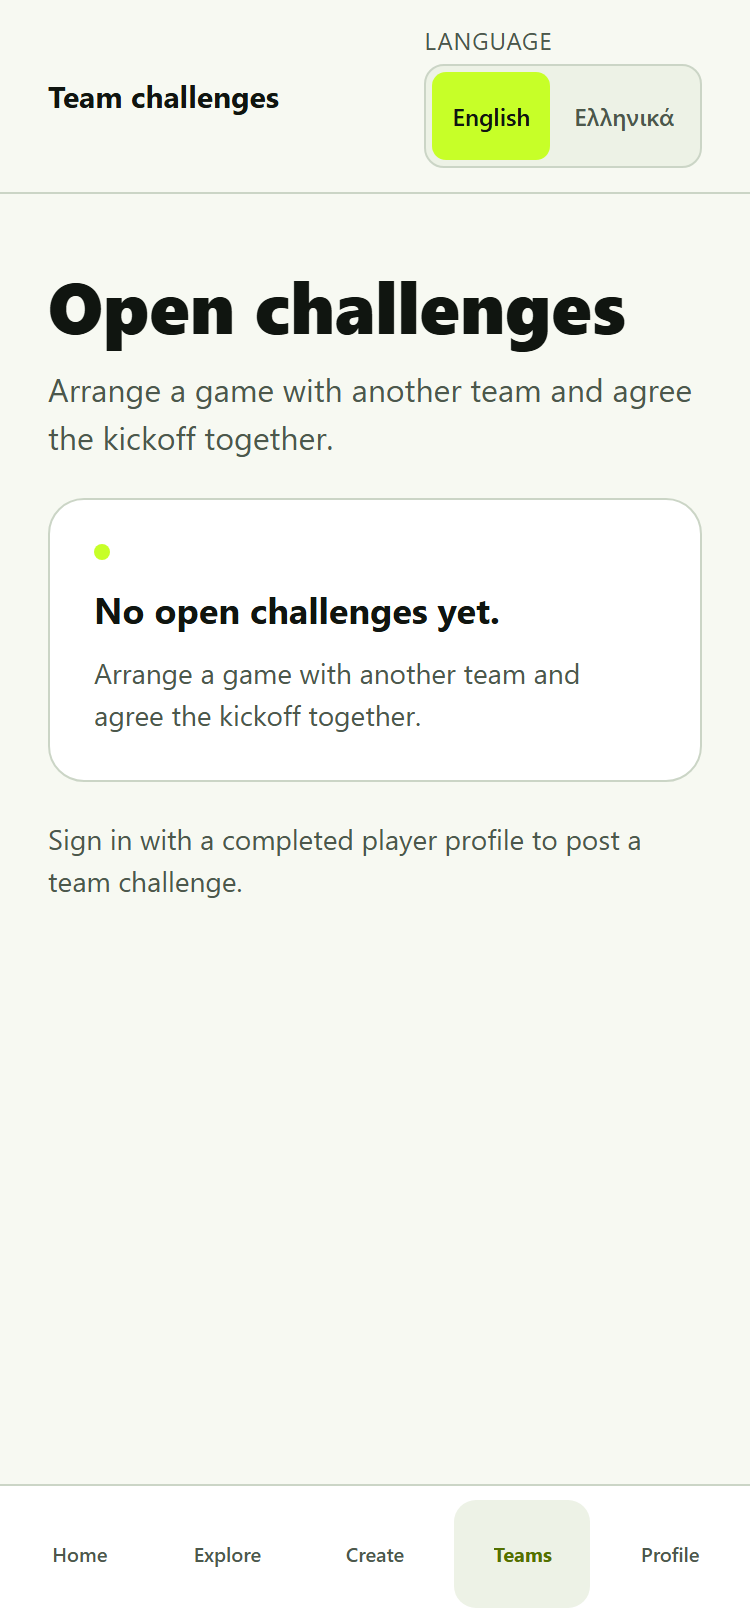 LANGUAGE
Team challenges
English
Ελληνικά
Open challenges
Arrange a game with another team and agree
the kickoff together.
No open challenges yet.
Arrange a game with another team and
agree the kickoff together.
Sign in with a completed player profile to post a
team challenge.
Home
Explore
Create
Teams
Profile